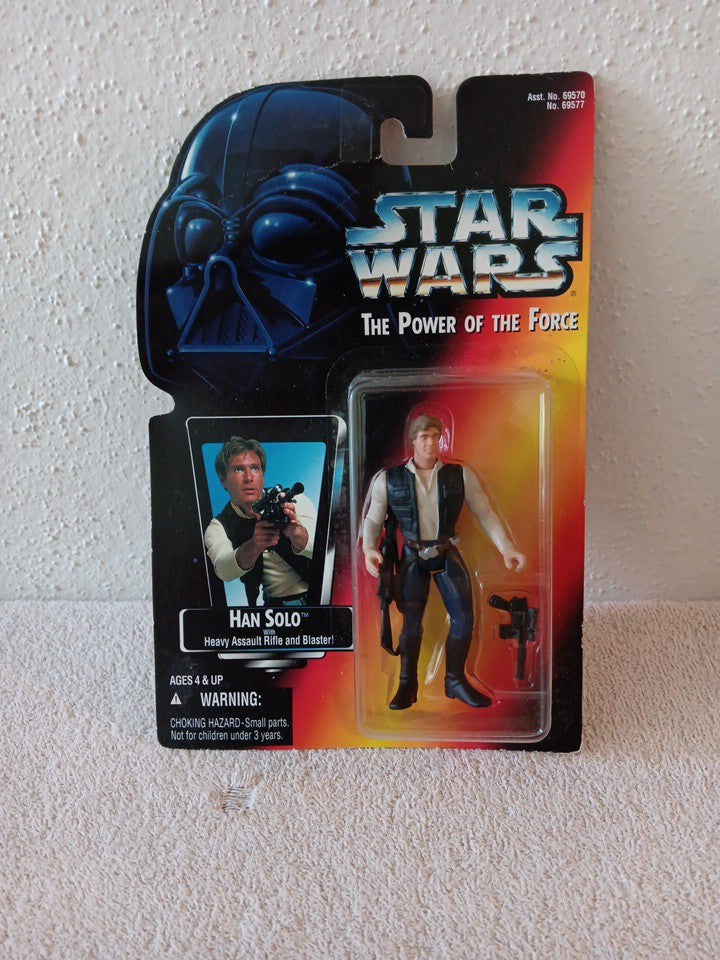 Asst. No. 69570
No. 69577
STAR
WARS
®
THE POWER OF THE FORCE
HAN SOLO™
With
Heavy Assault Rifle and Blaster!
AGES 4 & UP
WARNING:
CHOKING HAZARD-Small parts.
Not for children under 3 years.